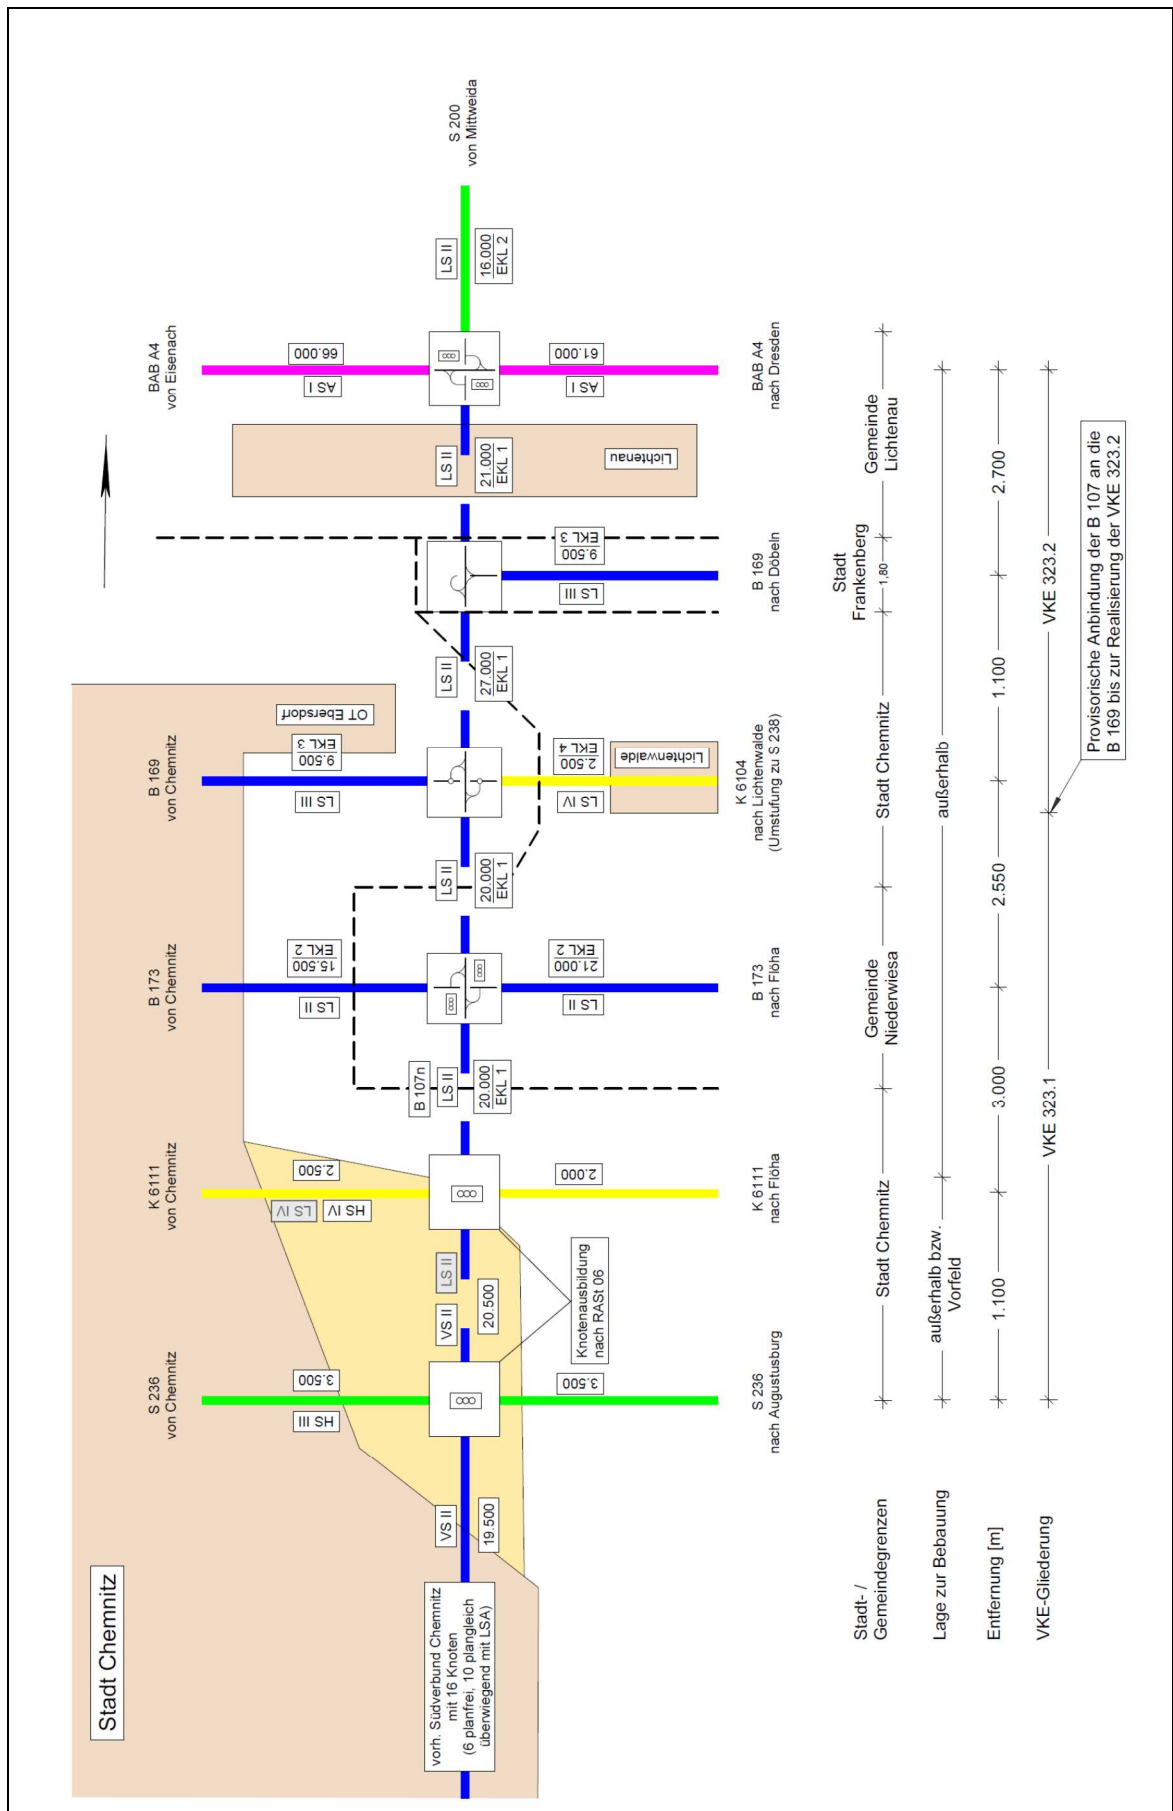 Stadt Chemnitz
S 236
von Chemnitz
K 6111
von Chemnitz
B 173
von Chemnitz
B 169
von Chemnitz
BAB A4
von Eisenach
HS III
3.500
LS IV
HS IV
2.500
LS II
15.500
EKL 2
LS III
9.500
EKL 3
OT Ebersdorf
AS I
66.000
vorh. Südverbund Chemnitz
mit 16 Knoten
(6 planfrei, 10 plangleich
überwiegend mit LSA)
VS II
19.500
VS II
LS II
20.500
B 107n
LS II
20.000
EKL 1
LS II
20.000
EKL 1
LS II
27.000
EKL 1
LS II
21.000
EKL 1
LS II
16.000
EKL 2
S 200
von Mittweida
3.500
Knotenausbildung
nach RASt 06
2.000
LS II
21.000
EKL 2
LS IV
2.500
EKL 4
Lichtenwalde
LS III
9.500
EKL 3
Lichtenau
AS I
61.000
S 236
nach Augustusburg
K 6111
nach Flöha
B 173
nach Flöha
K 6104
nach Lichtenwalde
(Umstufung zu S 238)
B 169
nach Döbeln
BAB A4
nach Dresden
Stadt- /
Gemeindegrenzen
Stadt Chemnitz
Gemeinde
Niederwiesa
Stadt Chemnitz
Stadt
Frankenberg
1,80
Gemeinde
Lichtenau
Lage zur Bebauung
außerhalb bzw.
Vorfeld
außerhalb
Entfernung [m]
1.100
3.000
2.550
1.100
2.700
VKE-Gliederung
VKE 323.1
VKE 323.2
Provisorische Anbindung der B 107 an die
B 169 bis zur Realisierung der VKE 323.2